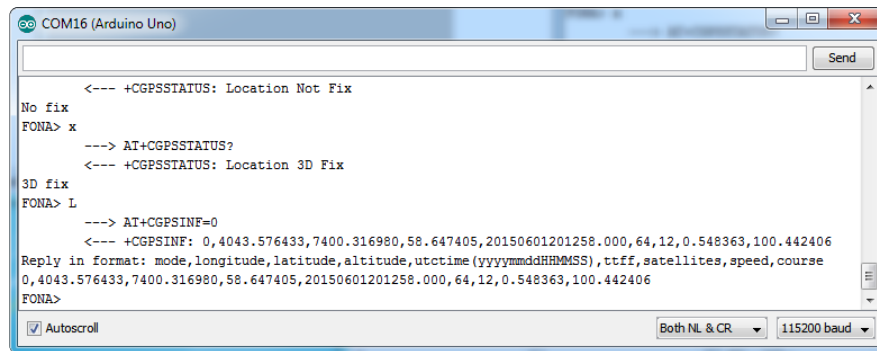 COM16 (Arduino Uno)
Send
<--- +CGPSSTATUS: Location Not Fix
No fix
FONA> x
---> AT+CGPSSTATUS?
<--- +CGPSSTATUS: Location 3D Fix
3D fix
FONA> L
---> AT+CGPSINF=0
<--- +CGPSINF: 0,4043.576433,7400.316980,58.647405,20150601201258.000,64,12,0.548363,100.442406
Reply in format: mode,longitude,latitude,altitude,utctime(yyyymmddHHMMSS),ttff,satellites,speed,course
0,4043.576433,7400.316980,58.647405,20150601201258.000,64,12,0.548363,100.442406
FONA>
Autoscroll Both NL & CR 115200 baud